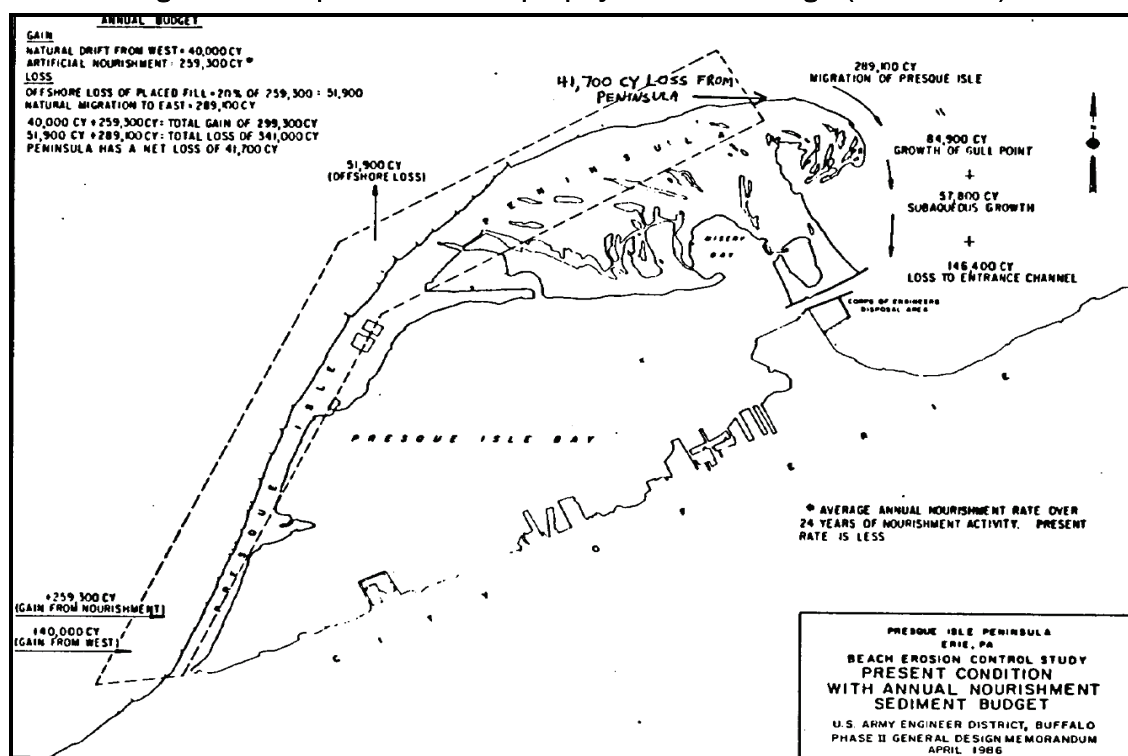 ANNUAL BUDGET
GAIN
NATURAL DRIFT FROM WEST = 40,000 CY
ARTIFICIAL NOURISHMENT : 259,300 CY *
LOSS
OFFSHORE LOSS OF PLACED FILL = 20% OF 259,300 : 51,900
NATURAL MIGRATION TO EAST = 289,100 CY
40,000 CY + 259,300 CY : TOTAL GAIN OF 299,300 CY
51,900 CY + 289,100 CY : TOTAL LOSS OF 341,000 CY
PENINSULA HAS A NET LOSS OF 41,700 CY
41,700 CY LOSS FROM
PENINSULA
289,100 CY
MIGRATION OF PRESQUE ISLE
"
84,900 CY
GROWTH OF GULL POINT
+
57,800 CY
SUBAQUEOUS GROWTH
+
146,400 CY
LOSS TO ENTRANCE CHANNEL
N
51,900 CY
(OFFSHORE LOSS)
PENINSULA
MISERY
BAY
CORPS OF ENGINEERS
DISPOSAL AREA
PRESQUE ISLE
PRESQUE ISLE BAY
CITY OF ERIE
* AVERAGE ANNUAL NOURISHMENT RATE OVER
24 YEARS OF NOURISHMENT ACTIVITY. PRESENT
RATE IS LESS
+259,300 CY
(GAIN FROM NOURISHMENT)
+40,000 CY
(GAIN FROM WEST)
PRESQUE ISLE PENINSULA
ERIE, PA
BEACH EROSION CONTROL STUDY
PRESENT CONDITION
WITH ANNUAL NOURISHMENT
SEDIMENT BUDGET
U.S. ARMY ENGINEER DISTRICT, BUFFALO
PHASE II GENERAL DESIGN MEMORANDUM
APRIL 1986